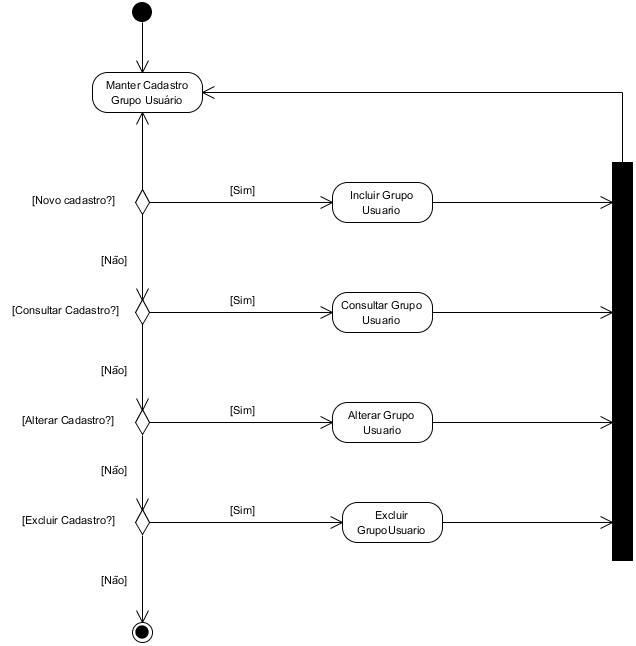 Manter Cadastro
Grupo Usuário
[Novo cadastro?]
[Sim]
Incluir Grupo
Usuario
[Não]
[Consultar Cadastro?]
[Sim]
Consultar Grupo
Usuario
[Não]
[Alterar Cadastro?]
[Sim]
Alterar Grupo
Usuario
[Não]
[Excluir Cadastro?]
[Sim]
Excluir
GrupoUsuario
[Não]